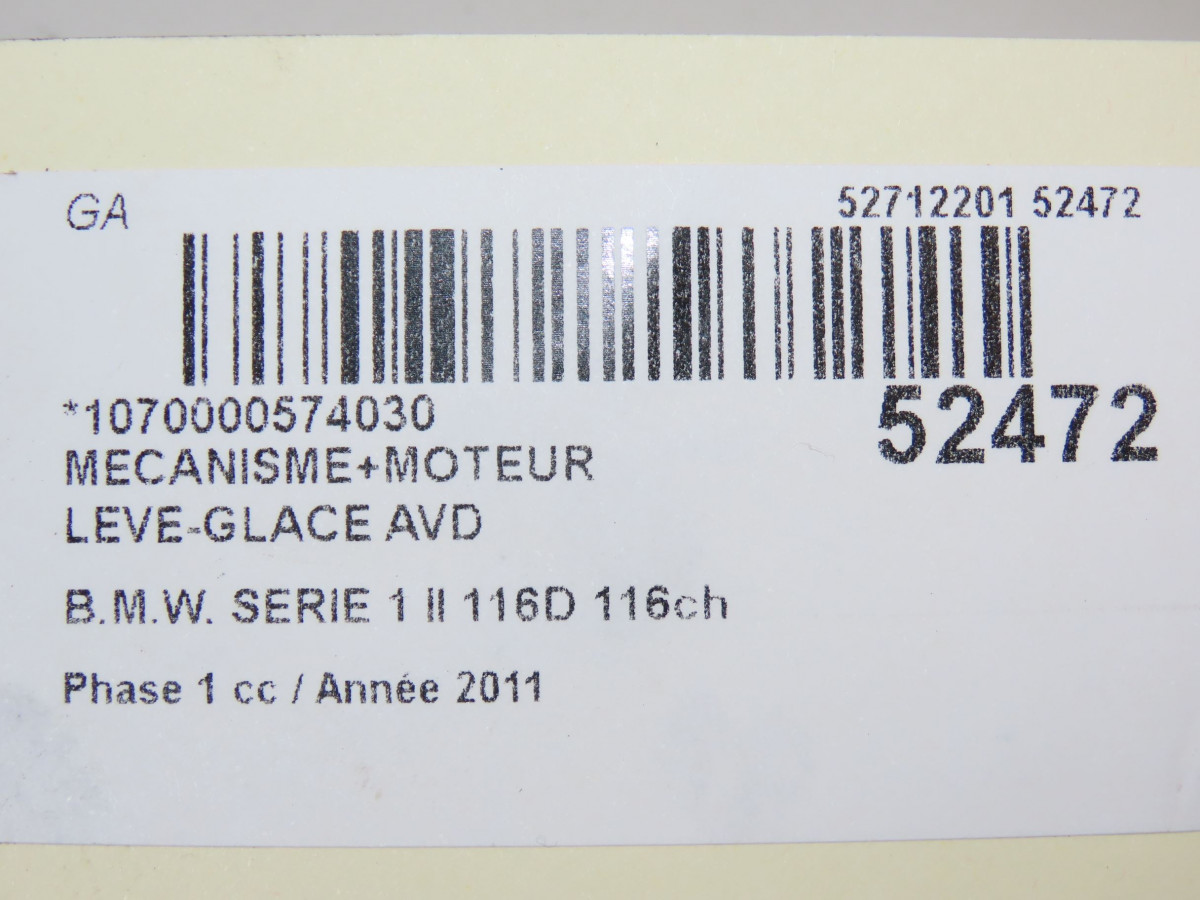 GA
52712201 52472
*1070000574030
52472
MECANISME+MOTEUR
LEVE-GLACE AVD
B.M.W. SERIE 1 II 116D 116ch
Phase 1 cc / Année 2011